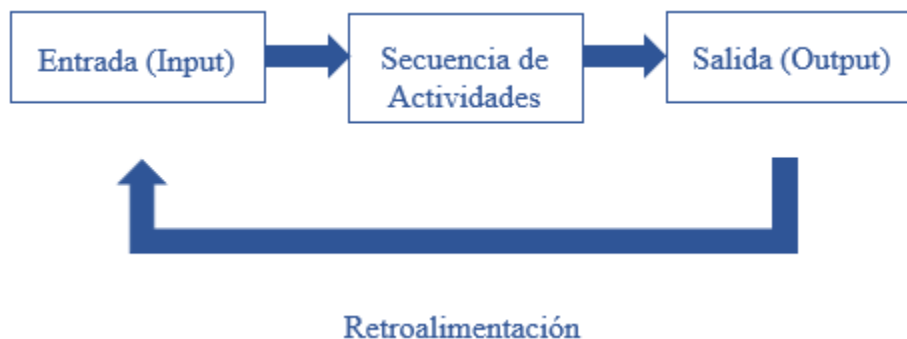 Entrada (Input)
Secuencia de
Actividades
Salida (Output)
Retroalimentación